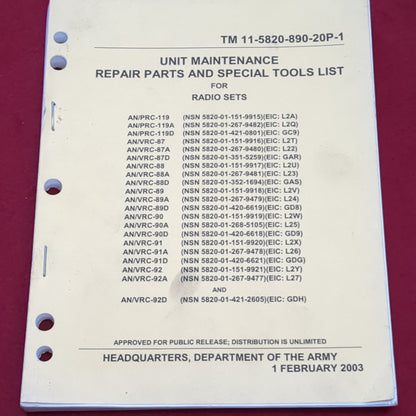 TM 11-5820-890-20P-1
UNIT MAINTENANCE
REPAIR PARTS AND SPECIAL TOOLS LIST
FOR
RADIO SETS
AN/PRC-119 (NSN 5820-01-151-9915)(EIC: L2A)
AN/PRC-119A (NSN 5820-01-267-9482)(EIC: L2Q)
AN/PRC-119D (NSN 5820-01-421-0801)(EIC: GC9)
AN/VRC-87 (NSN 5820-01-151-9916)(EIC: L2T)
AN/VRC-87A (NSN 5820-01-267-9480)(EIC: L22)
AN/VRC-87D (NSN 5820-01-351-5259)(EIC: GAR)
AN/VRC-88 (NSN 5820-01-151-9917)(EIC: L2U)
AN/VRC-88A (NSN 5820-01-267-9481)(EIC: L23)
AN/VRC-88D (NSN 5820-01-352-1694)(EIC: GAS)
AN/VRC-89 (NSN 5820-01-151-9918)(EIC: L2V)
AN/VRC-89A (NSN 5820-01-267-9479)(EIC: L24)
AN/VRC-89D (NSN 5820-01-420-6619)(EIC: GD8)
AN/VRC-90 (NSN 5820-01-151-9919)(EIC: L2W)
AN/VRC-90A (NSN 5820-01-268-5105)(EIC: L25)
AN/VRC-90D (NSN 5820-01-420-6618)(EIC: GD9)
AN/VRC-91 (NSN 5820-01-151-9920)(EIC: L2X)
AN/VRC-91A (NSN 5820-01-267-9478)(EIC: L26)
AN/VRC-91D (NSN 5820-01-420-6621)(EIC: GDG)
AN/VRC-92 (NSN 5820-01-151-9921)(EIC: L2Y)
AN/VRC-92A (NSN 5820-01-267-9477)(EIC: L27)
AND
AN/VRC-92D (NSN 5820-01-421-2605)(EIC: GDH)
APPROVED FOR PUBLIC RELEASE; DISTRIBUTION IS UNLIMITED
HEADQUARTERS, DEPARTMENT OF THE ARMY
1 FEBRUARY 2003